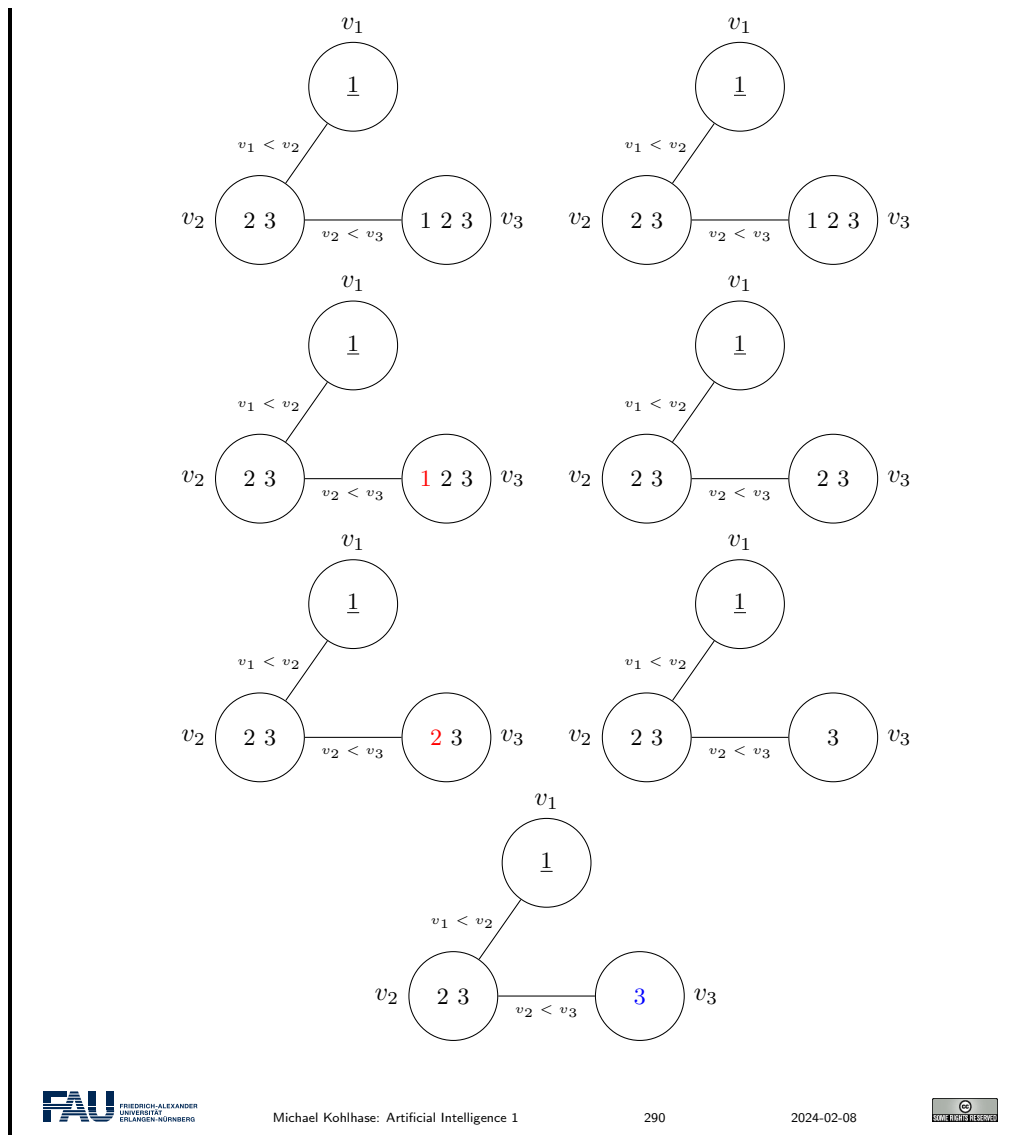 v₁ v₁
1 1
v₁ < v₂ v₁ < v₂
v₂ 2 3 1 2 3 v₃ v₂ 2 3 1 2 3 v₃
v₂ < v₃ v₂ < v₃
v₁ v₁
1 1
v₁ < v₂ v₁ < v₂
v₂ 2 3 1 2 3 v₃ v₂ 2 3 2 3 v₃
v₂ < v₃ v₂ < v₃
v₁ v₁
1 1
v₁ < v₂ v₁ < v₂
v₂ 2 3 2 3 v₃ v₂ 2 3 3 v₃
v₂ < v₃ v₂ < v₃
v₁
1
v₁ < v₂
v₂ 2 3 3 v₃
v₂ < v₃
FAU FRIEDRICH-ALEXANDER
UNIVERSITÄT
ERLANGEN-NÜRNBERG
Michael Kohlhase: Artificial Intelligence 1 290 2024-02-08
cc
SOME RIGHTS RESERVED